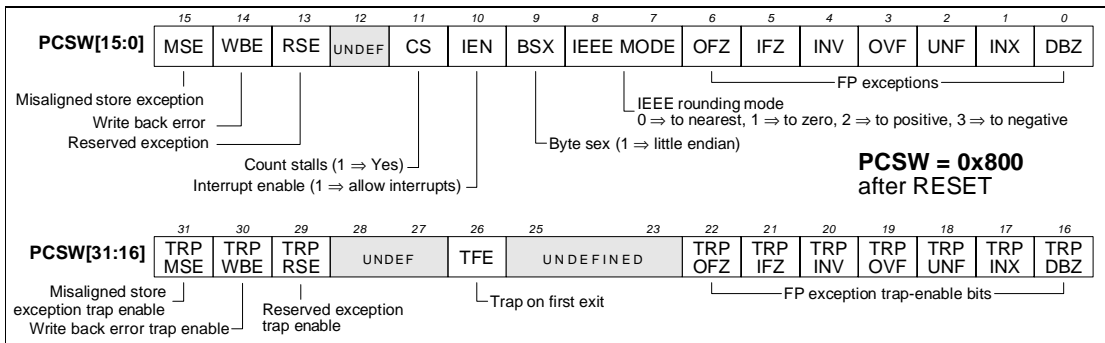 15 14 13 12 11 10 9 8 7 6 5 4 3 2 1 0
PCSW[15:0] MSE WBE RSE UNDEF CS IEN BSX IEEE MODE OFZ IFZ INV OVF UNF INX DBZ
Misaligned store exception
Write back error
Reserved exception
Count stalls (1 ⇒ Yes)
Interrupt enable (1 ⇒ allow interrupts)
Byte sex (1 ⇒ little endian)
IEEE rounding mode
0 ⇒ to nearest, 1 ⇒ to zero, 2 ⇒ to positive, 3 ⇒ to negative
FP exceptions
PCSW = 0x800
after RESET
31 30 29 28 27 26 25 23 22 21 20 19 18 17 16
PCSW[31:16] TRP TRP TRP UNDEF TFE UNDEFINED TRP TRP TRP TRP TRP TRP TRP
MSE WBE RSE OFZ IFZ INV OVF UNF INX DBZ
Misaligned store
exception trap enable
Write back error trap enable
Reserved exception
trap enable
Trap on first exit
FP exception trap-enable bits